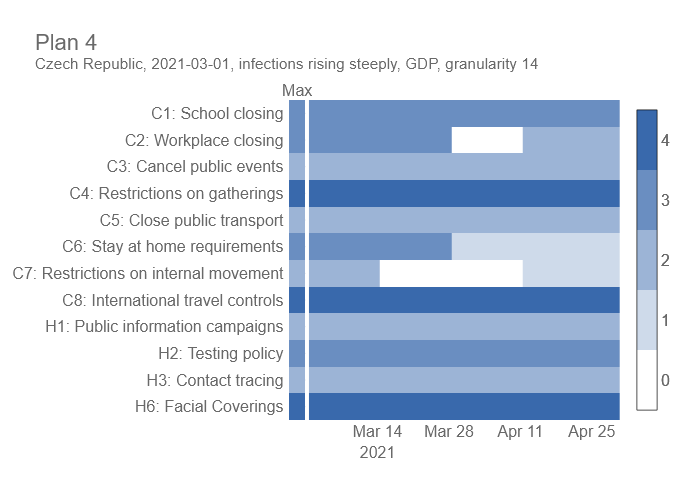 Plan 4
Czech Republic, 2021-03-01, infections rising steeply, GDP, granularity 14
Max
C1: School closing
C2: Workplace closing
C3: Cancel public events
C4: Restrictions on gatherings
C5: Close public transport
C6: Stay at home requirements
C7: Restrictions on internal movement
C8: International travel controls
H1: Public information campaigns
H2: Testing policy
H3: Contact tracing
H6: Facial Coverings
Mar 14 Mar 28 Apr 11 Apr 25
2021
4
3
2
1
0